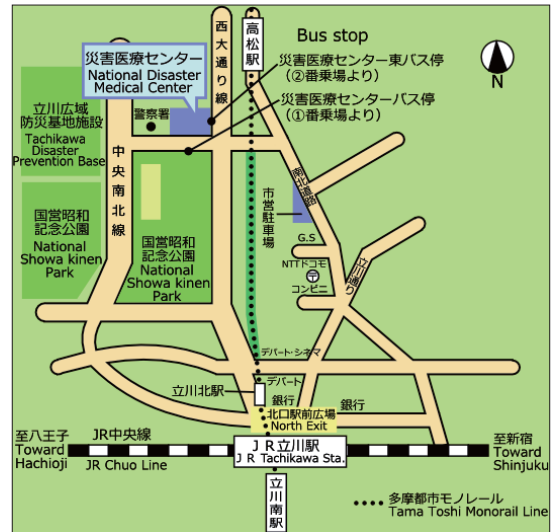 西大通り線
高松駅
Bus stop
災害医療センター
National Disaster
Medical Center
災害医療センター東バス停
(②番乗場より)
災害医療センターバス停
(①番乗場より)
N
立川広域
防災基地施設
Tachikawa
Disaster
Prevention Base
警察署
中央南北線
南北道路
市営駐車場
国営昭和
記念公園
National
Showa kinen
Park
国営昭和
記念公園
National
Showa kinen
Park
G.S
NTTドコモ
コンビニ
立川通り
デパート・シネマ
デパート
立川北駅
銀行
北口駅前広場
North Exit
銀行
至八王子
Toward
Hachioji
JR中央線
JR Chuo Line
JR立川駅
JR Tachikawa Sta.
至新宿
Toward
Shinjuku
立川南駅
多摩都市モノレール
Tama Toshi Monorail Line